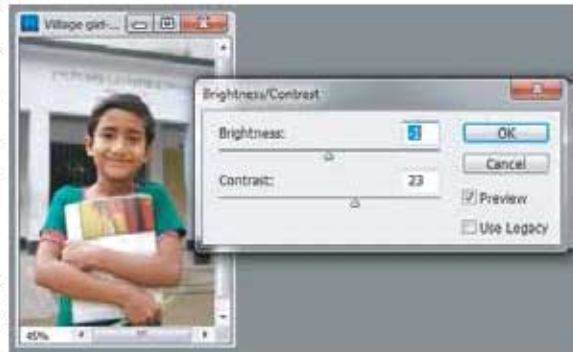 Village girl-...
Brightness/Contrast
Brightness:
OK
Cancel
Contrast:
23
Preview
Use Legacy
45%